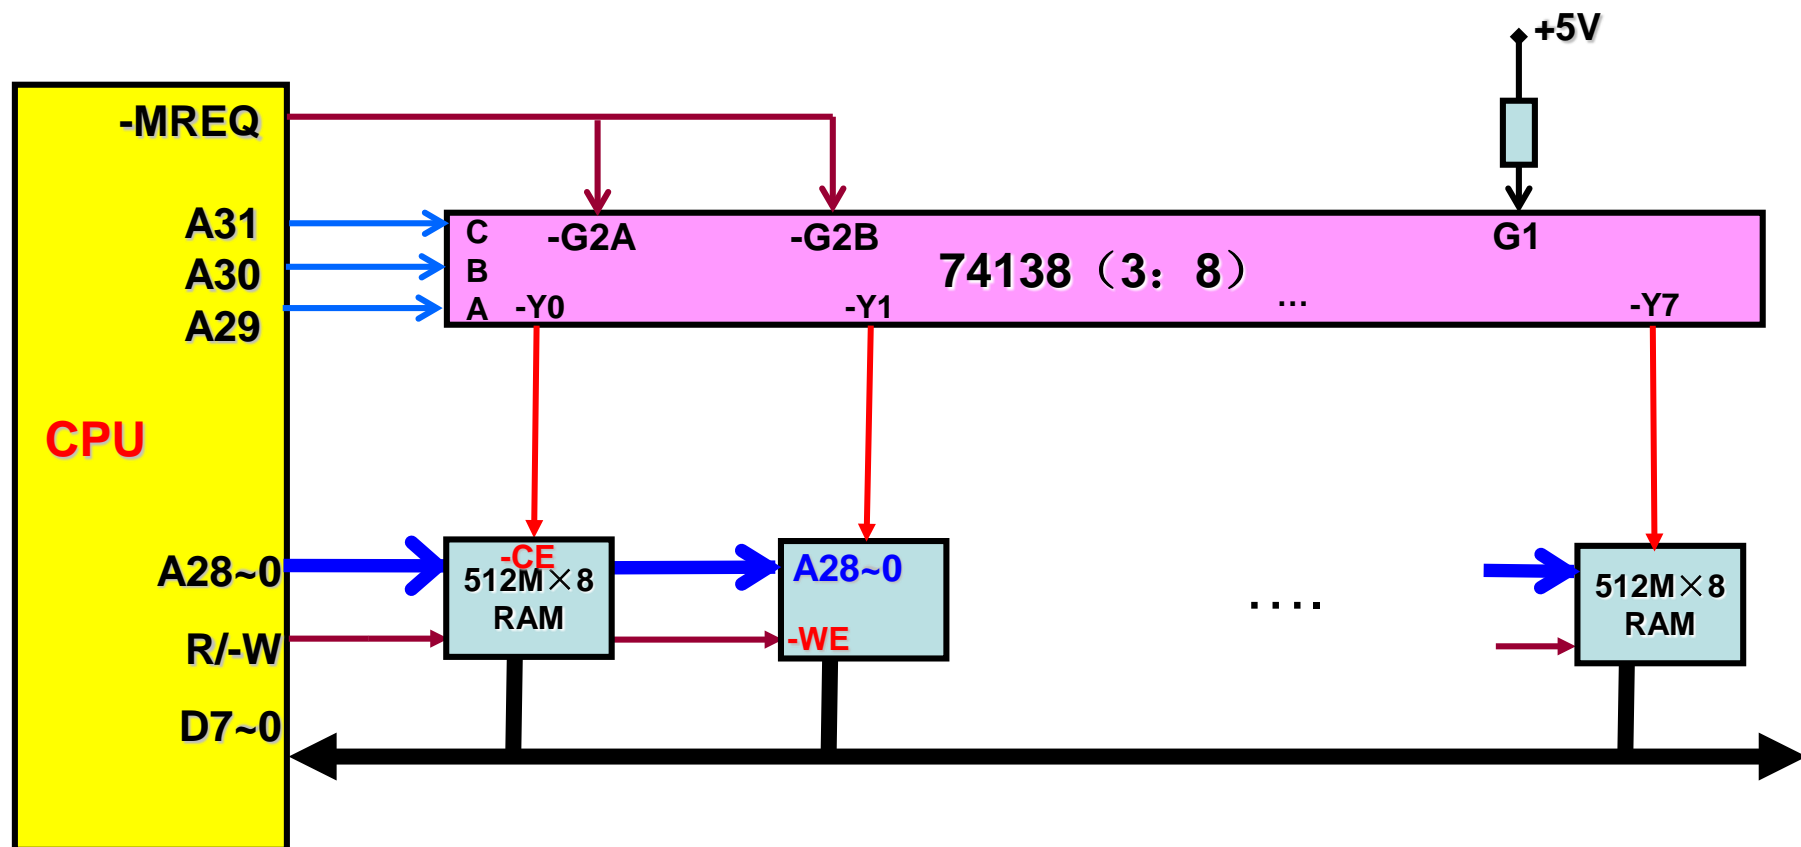 +5V
-MREQ
A31
A30
A29
C
B
A
-G2A
-G2B
G1
74138（3：8）
-Y0
-Y1
...
-Y7
CPU
A28~0
R/-W
D7~0
-CE
512M×8
RAM
A28~0
-WE
....
512M×8
RAM